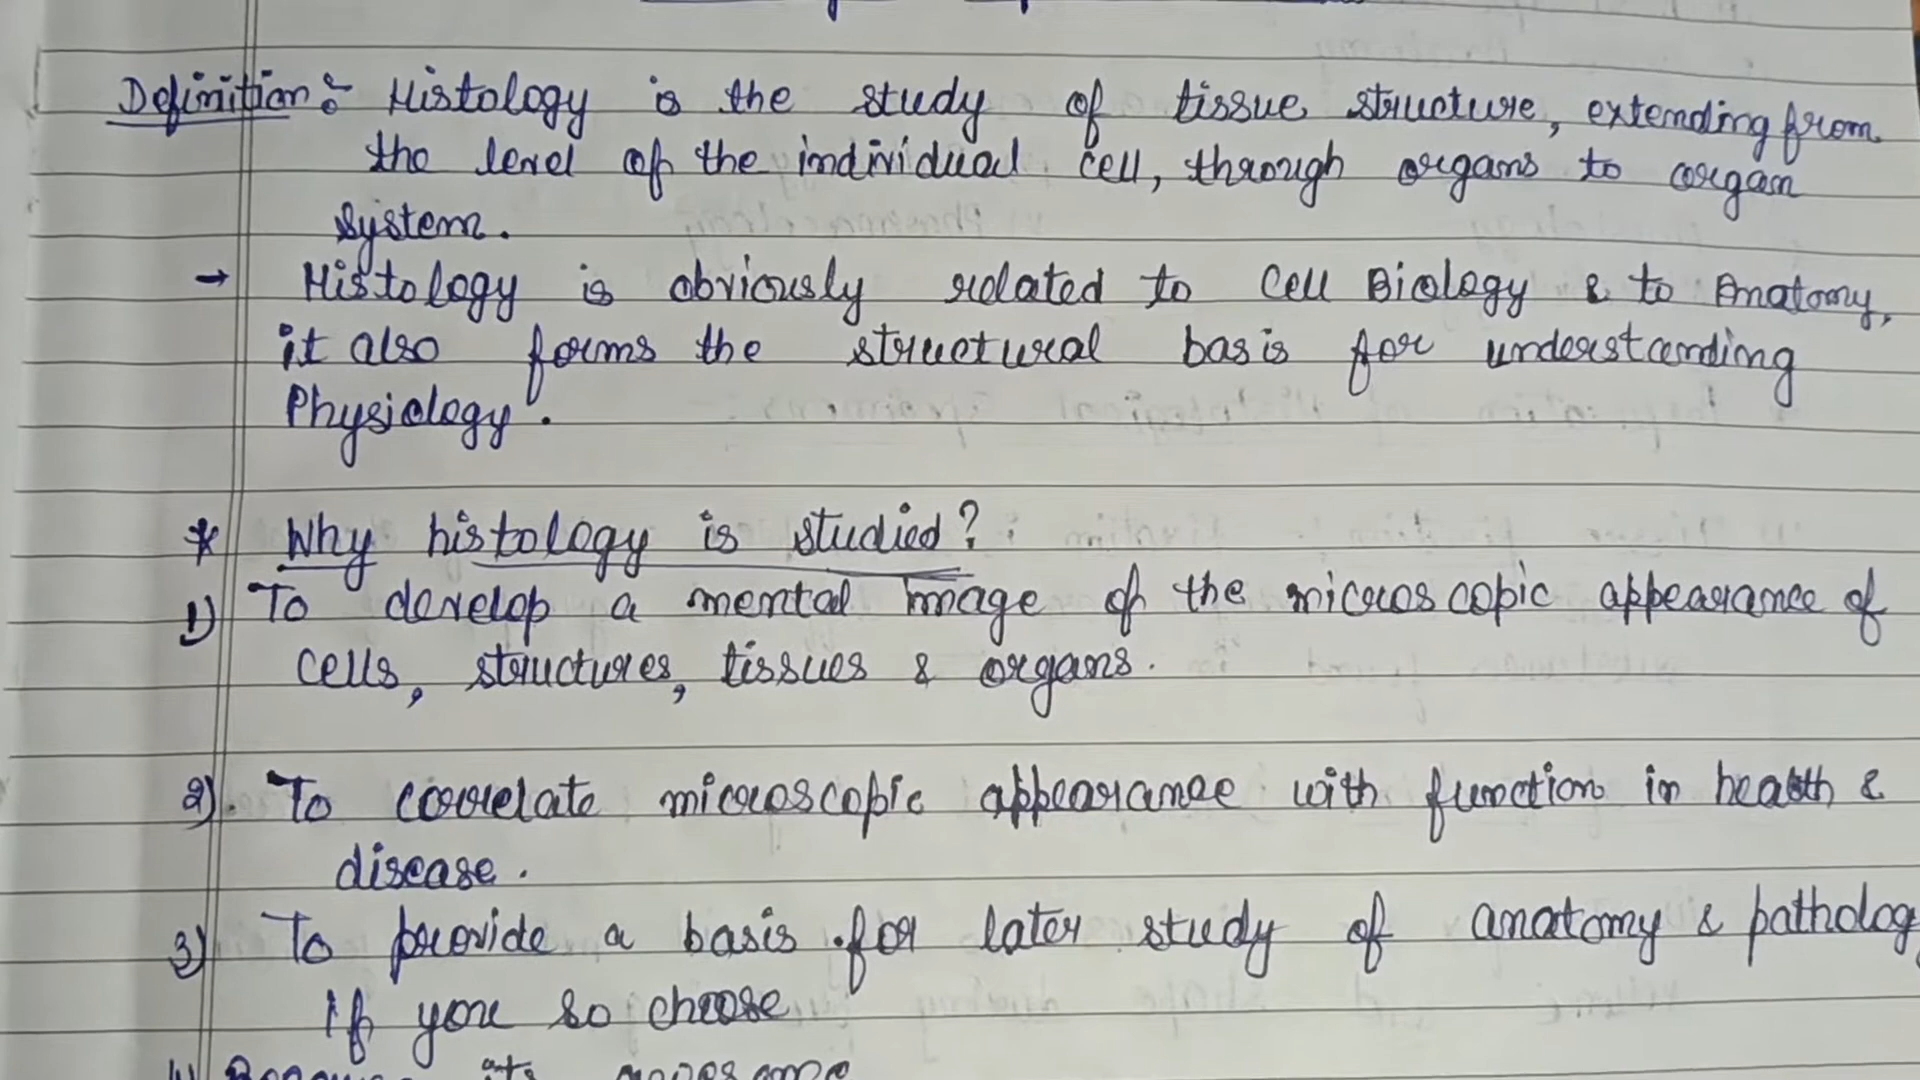 Definition :- Histology is the study of tissue structure, extending from
the level of the individual cell, through organs to organ
system.
→ Histology is obviously related to Cell Biology & to Anatomy,
it also forms the structural basis for understanding
Physiology.
* Why histology is studied?
1) To develop a mental image of the microscopic appearance of
cells, structures, tissues & organs.
2). To correlate microscopic appearance with function in health &
disease.
3) To provide a basis for later study of anatomy & patholog
If you so choose